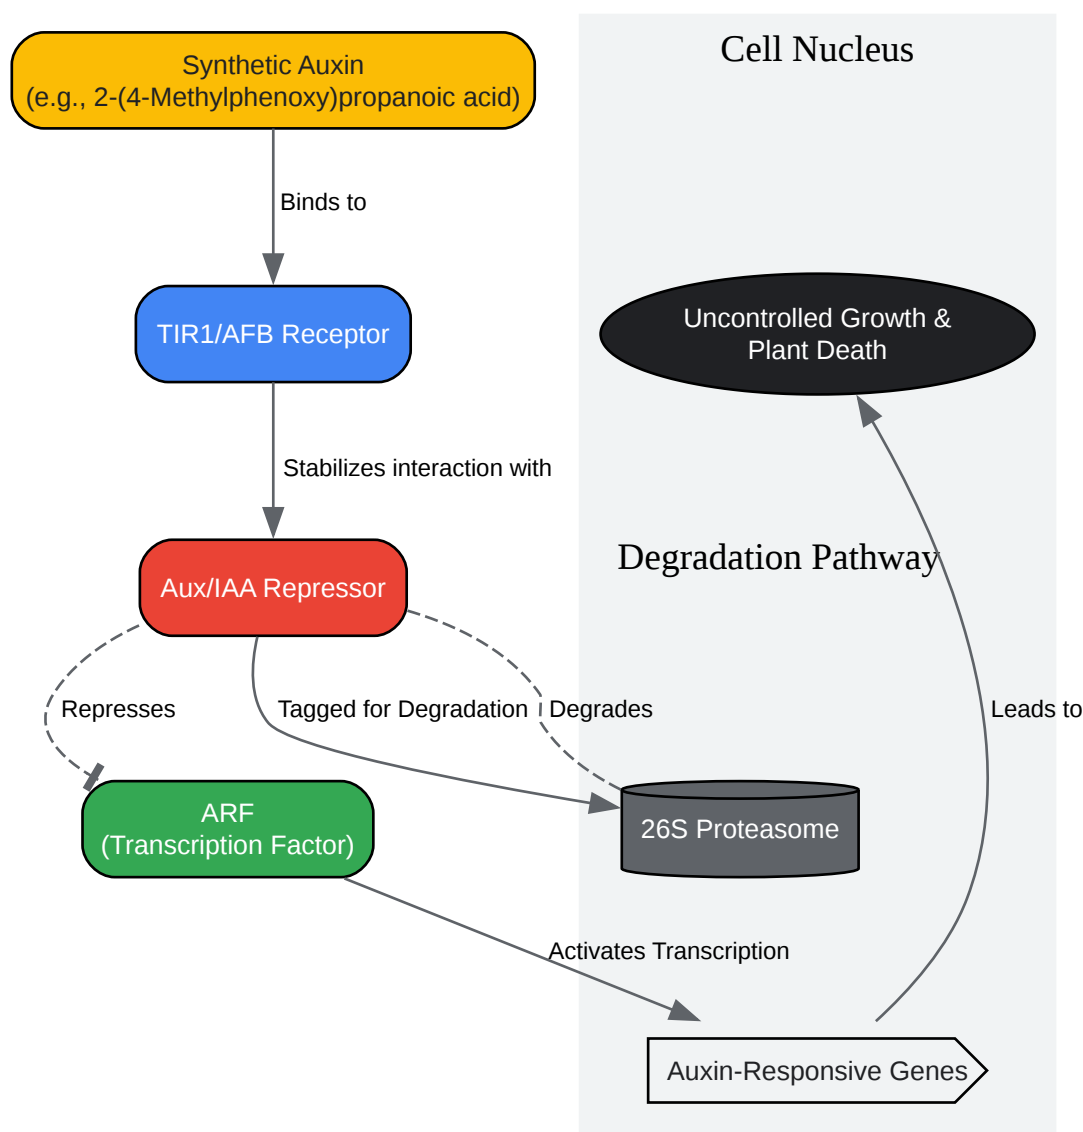 Cell Nucleus
Synthetic Auxin
(e.g., 2-(4-Methylphenoxy)propanoic acid)
Binds to
TIR1/AFB Receptor
Uncontrolled Growth &
Plant Death
Stabilizes interaction with
Degradation Pathway
Aux/IAA Repressor
Represses
Tagged for Degradation
Degrades
Leads to
ARF
(Transcription Factor)
26S Proteasome
Activates Transcription
Auxin-Responsive Genes